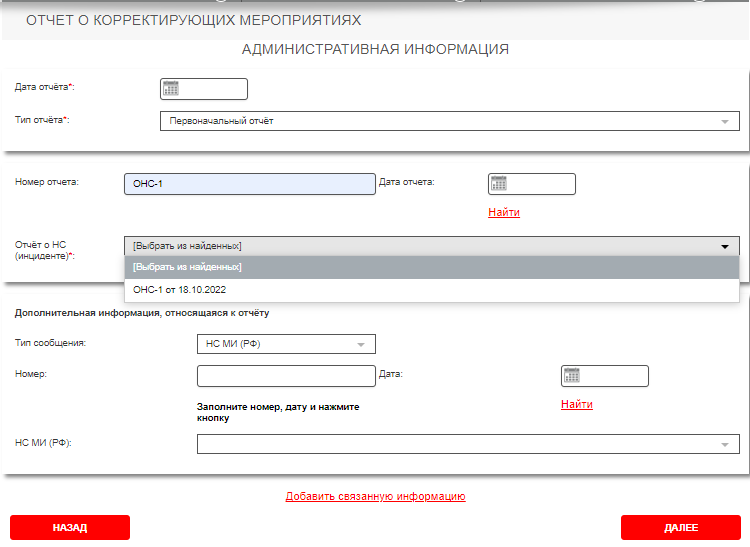 ОТЧЕТ О КОРРЕКТИРУЮЩИХ МЕРОПРИЯТИЯХ
АДМИНИСТРАТИВНАЯ ИНФОРМАЦИЯ
Дата отчёта*:
Тип отчёта*: Первоначальный отчёт
Номер отчета: ОНС-1 Дата отчета:
Найти
Отчёт о НС (инциденте)*: [Выбрать из найденных]
[Выбрать из найденных]
ОНС-1 от 18.10.2022
Дополнительная информация, относящаяся к отчёту
Тип сообщения: НС МИ (РФ)
Номер: Дата:
Заполните номер, дату и нажмите
кнопку
Найти
НС МИ (РФ):
Добавить связанную информацию
НАЗАД ДАЛЕЕ